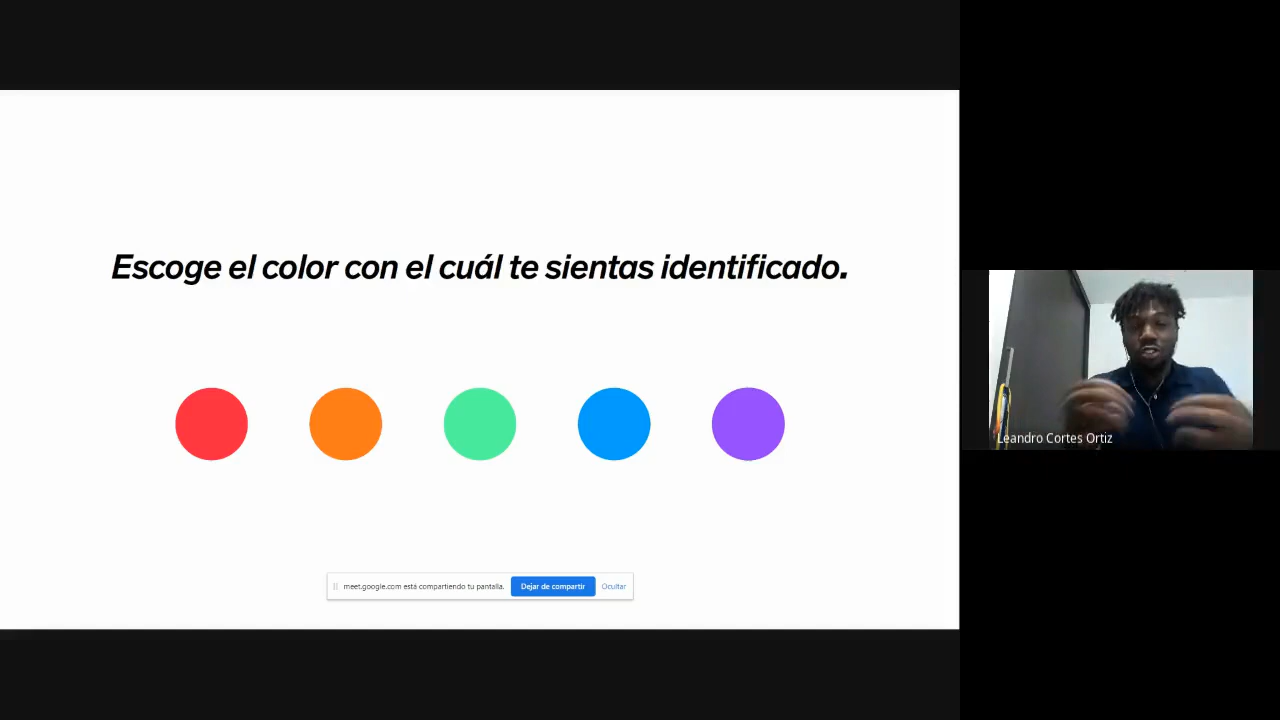 Escoge el color con el cuál te sientas identificado.
meet.google.com está compartiendo tu pantalla. Dejar de compartir Ocultar
Leandro Cortes Ortiz